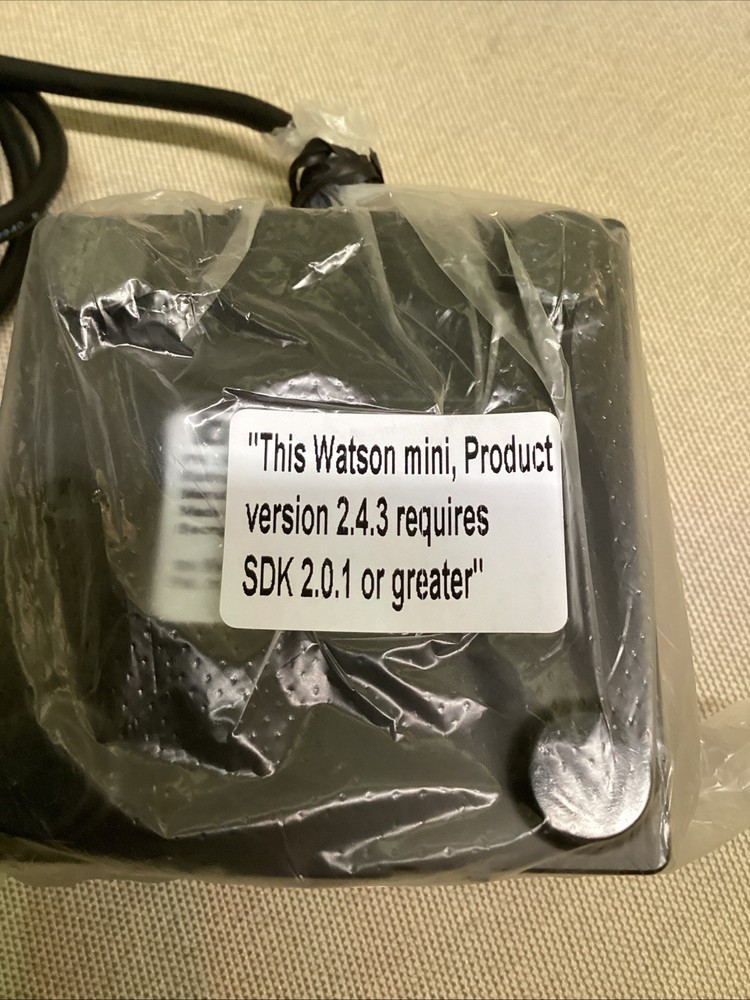 "This Watson mini, Product
version 2.4.3 requires
SDK 2.0.1 or greater"